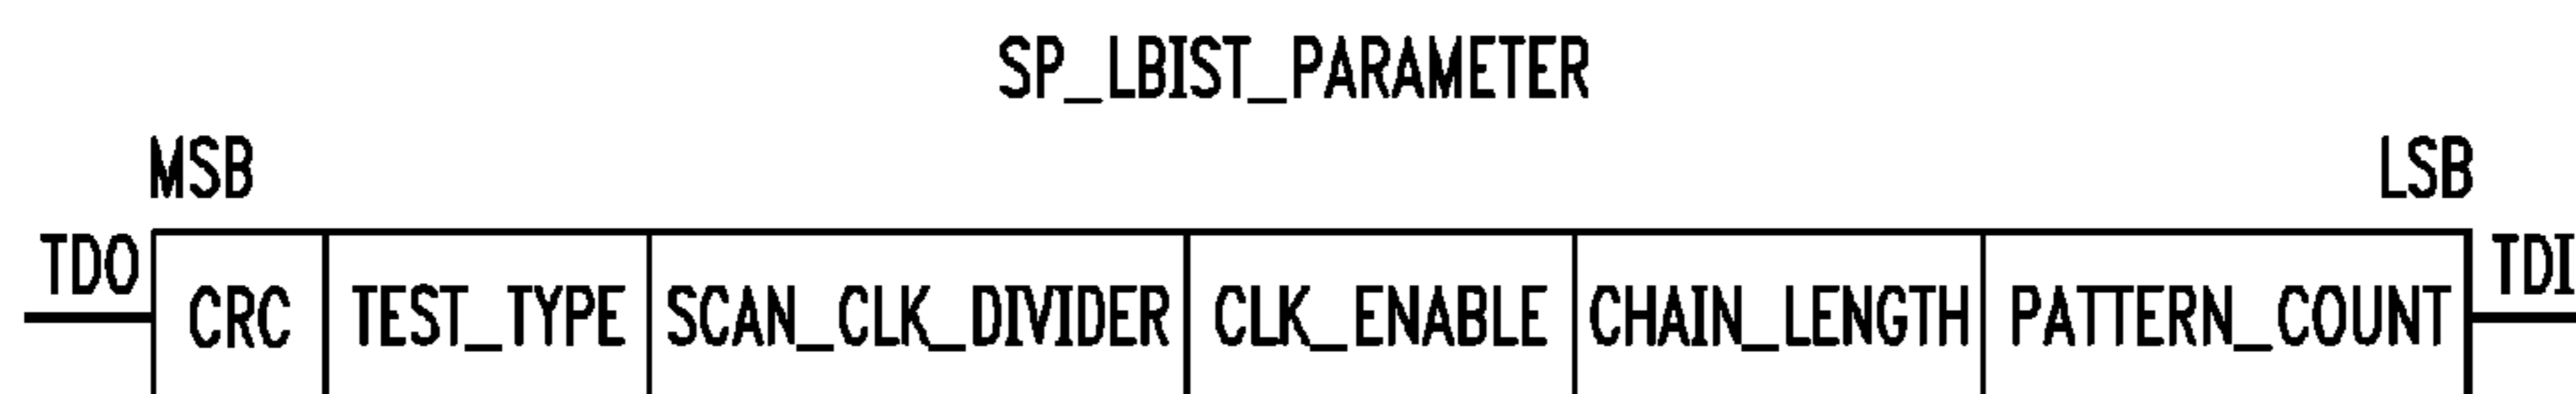 SP_LBIST_PARAMETER
MSB LSB
TDO TDI
CRC TEST_TYPE SCAN_CLK_DIVIDER CLK_ENABLE CHAIN_LENGTH PATTERN_COUNT